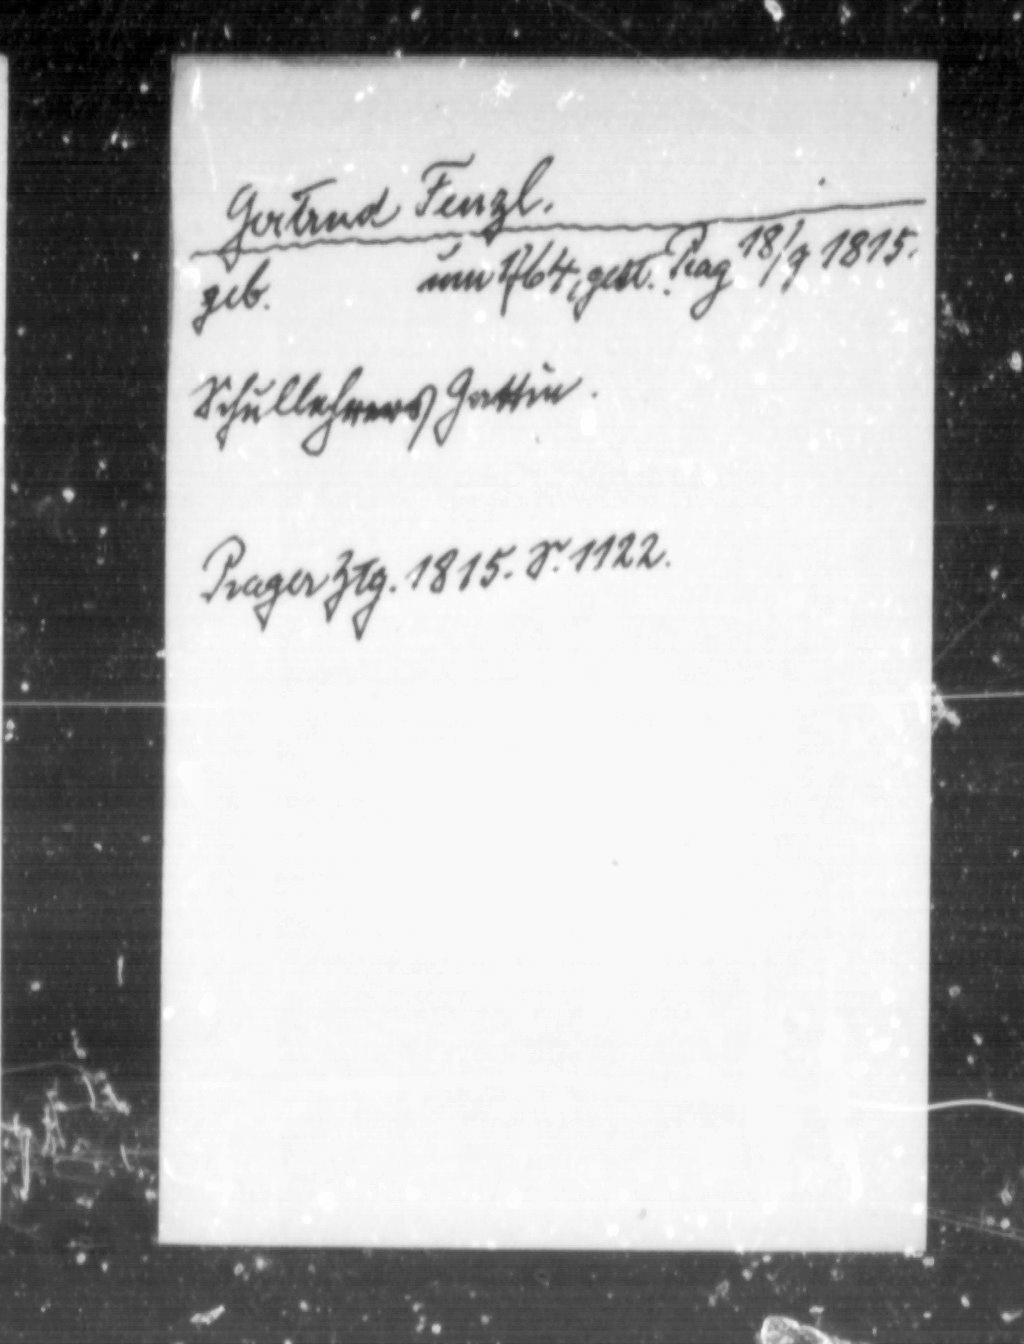 Gertrud Fenzl.
geb. um 1764, gest. Prag 18/9 1815.
Schullehrers Gattin.
Prager Ztg. 1815. S. 1122.